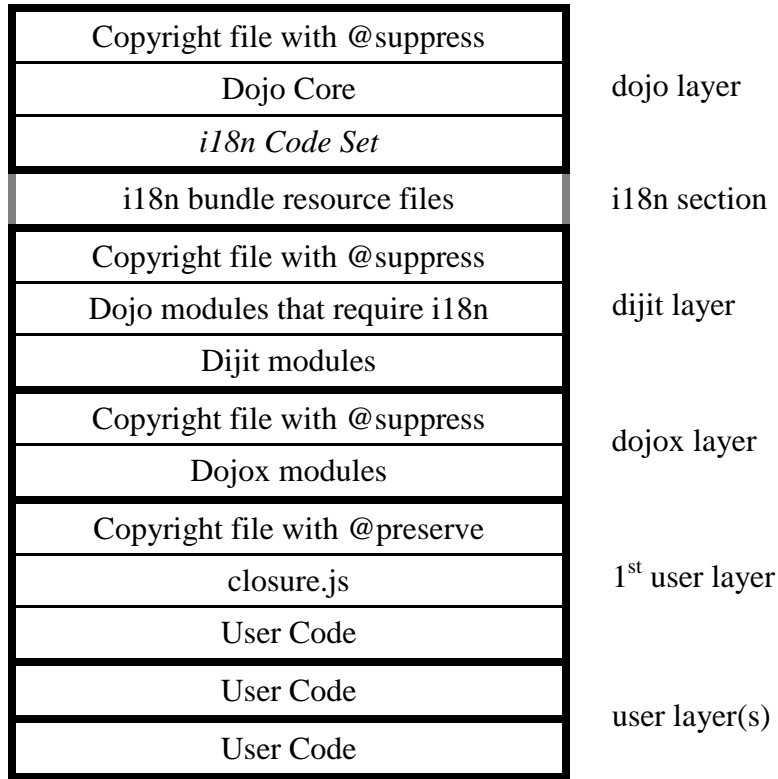 Copyright file with @suppress
Dojo Core
i18n Code Set
dojo layer
i18n bundle resource files
i18n section
Copyright file with @suppress
Dojo modules that require i18n
Dijit modules
dijit layer
Copyright file with @suppress
Dojox modules
dojox layer
Copyright file with @preserve
closure.js
User Code
1st user layer
User Code
User Code
user layer(s)